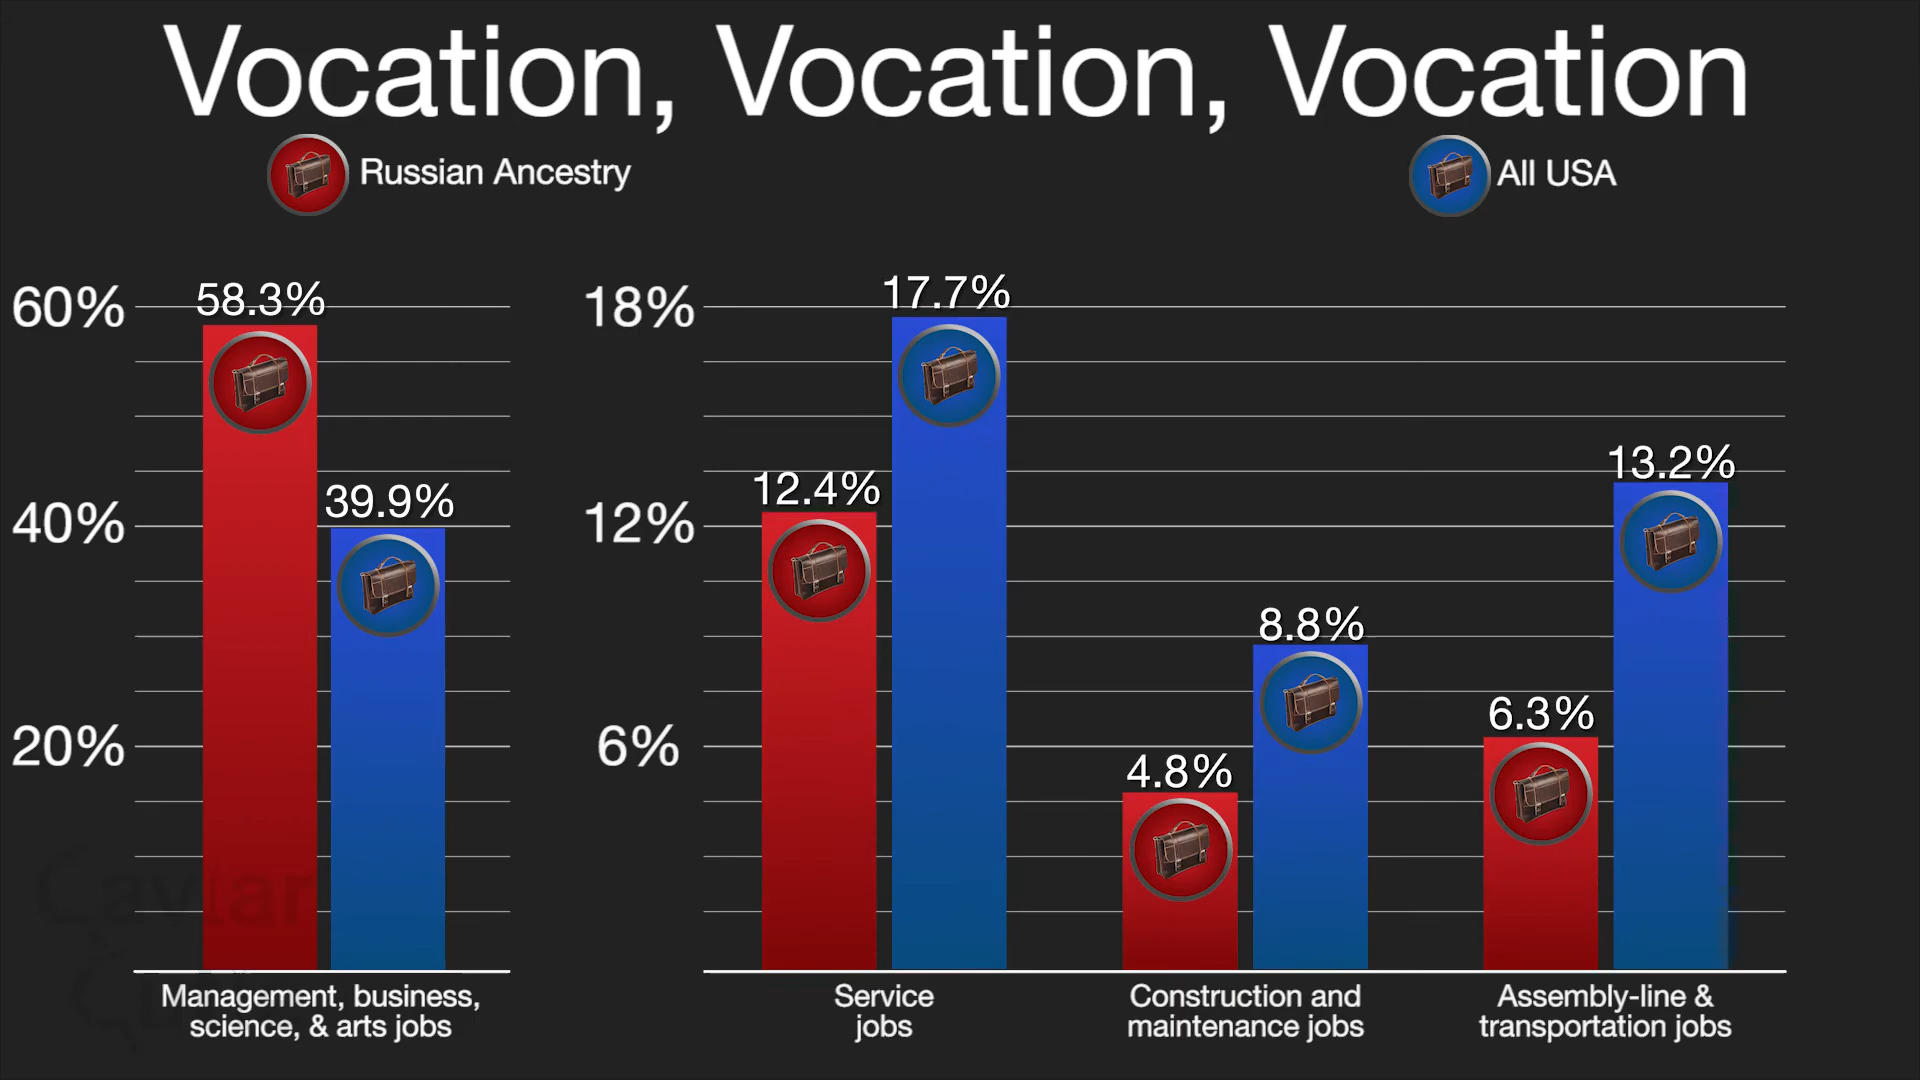 Vocation, Vocation, Vocation
Russian Ancestry
All USA
60%
40%
20%
58.3%
39.9%
Management, business,
science, & arts jobs
18%
12%
6%
12.4%
17.7%
Service
jobs
4.8%
8.8%
Construction and
maintenance jobs
6.3%
13.2%
Assembly-line &
transportation jobs
Caviar